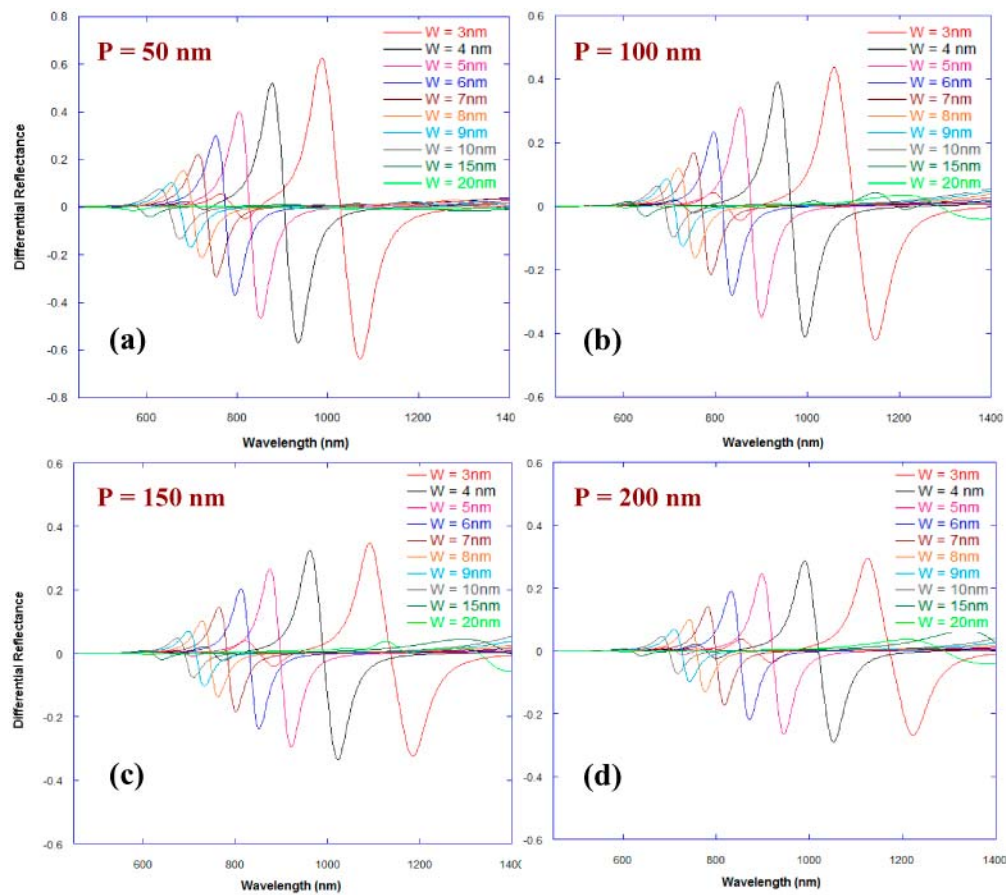 0.8
0.6
0.4
0.2
0
-0.2
-0.4
-0.6
-0.8
Differential Reflectance
P = 50 nm
W = 3nm
W = 4 nm
W = 5nm
W = 6nm
W = 7nm
W = 8nm
W = 9nm
W = 10nm
W = 15nm
W = 20nm
(a)
600 800 1000 1200 1400
Wavelength (nm)
0.6
0.4
0.2
0
-0.2
-0.4
-0.6
P = 100 nm
W = 3nm
W = 4 nm
W = 5nm
W = 6nm
W = 7nm
W = 8nm
W = 9nm
W = 10nm
W = 15nm
W = 20nm
(b)
600 800 1000 1200 1400
Wavelength (nm)
0.6
0.4
0.2
0
-0.2
-0.4
-0.6
Differential Reflectance
P = 150 nm
W = 3nm
W = 4 nm
W = 5nm
W = 6nm
W = 7nm
W = 8nm
W = 9nm
W = 10nm
W = 15nm
W = 20nm
(c)
600 800 1000 1200 1400
Wavelength (nm)
0.6
0.4
0.2
0
-0.2
-0.4
-0.6
P = 200 nm
W = 3nm
W = 4 nm
W = 5nm
W = 6nm
W = 7nm
W = 8nm
W = 9nm
W = 10nm
W = 15nm
W = 20nm
(d)
600 800 1000 1200 1400
Wavelength (nm)